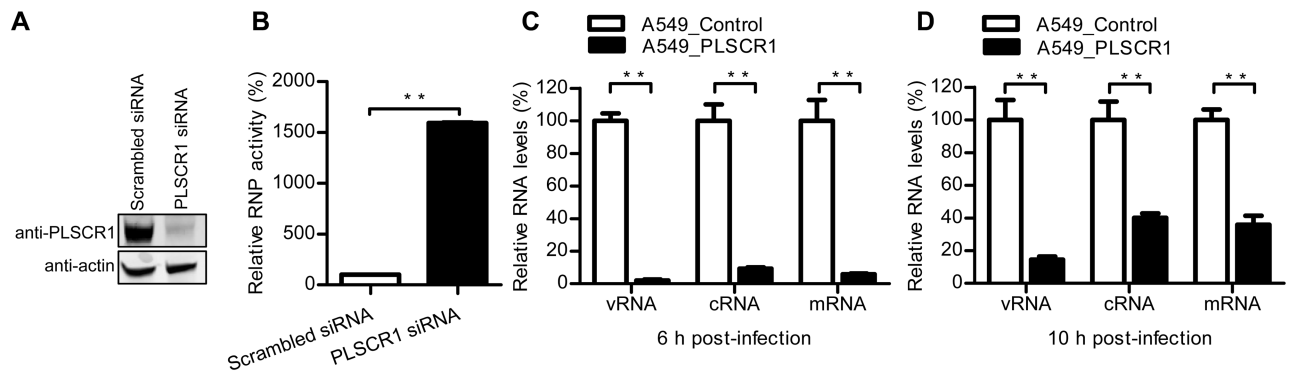 A
Scrambled siRNA
PLSCR1 siRNA
anti-PLSCR1
anti-actin
B
Relative RNP activity (%)
2000
1500
1000
500
0
* *
Scrambled siRNA
PLSCR1 siRNA
C
A549_Control
A549_PLSCR1
Relative RNA levels (%)
120
100
80
60
40
20
0
* *
* *
* *
vRNA
cRNA
mRNA
6 h post-infection
D
A549_Control
A549_PLSCR1
Relative RNA levels (%)
120
100
80
60
40
20
0
* *
* *
* *
vRNA
cRNA
mRNA
10 h post-infection